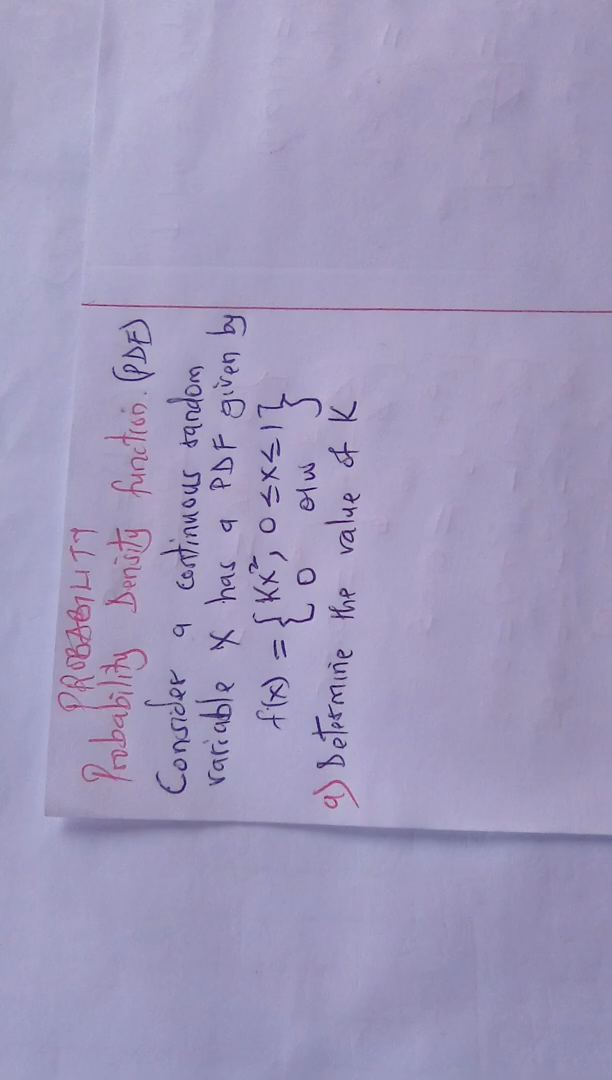 PROBABILITY
Probability Density function. (PDF)
Consider a continuous random
variable X has a PDF given by
f(x) = { Kx², 0 ≤ x ≤ 1 }
0 o/w
a) Determine the value of K